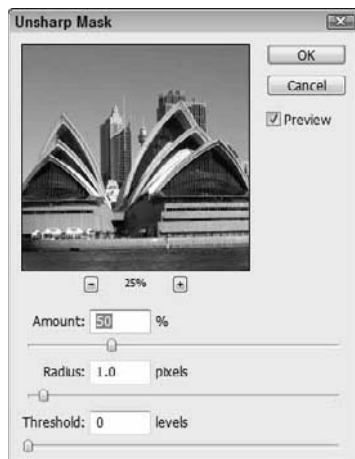 Unsharp Mask
OK
Cancel
Preview
25%
Amount: 50 %
Radius: 1.0 pixels
Threshold: 0 levels